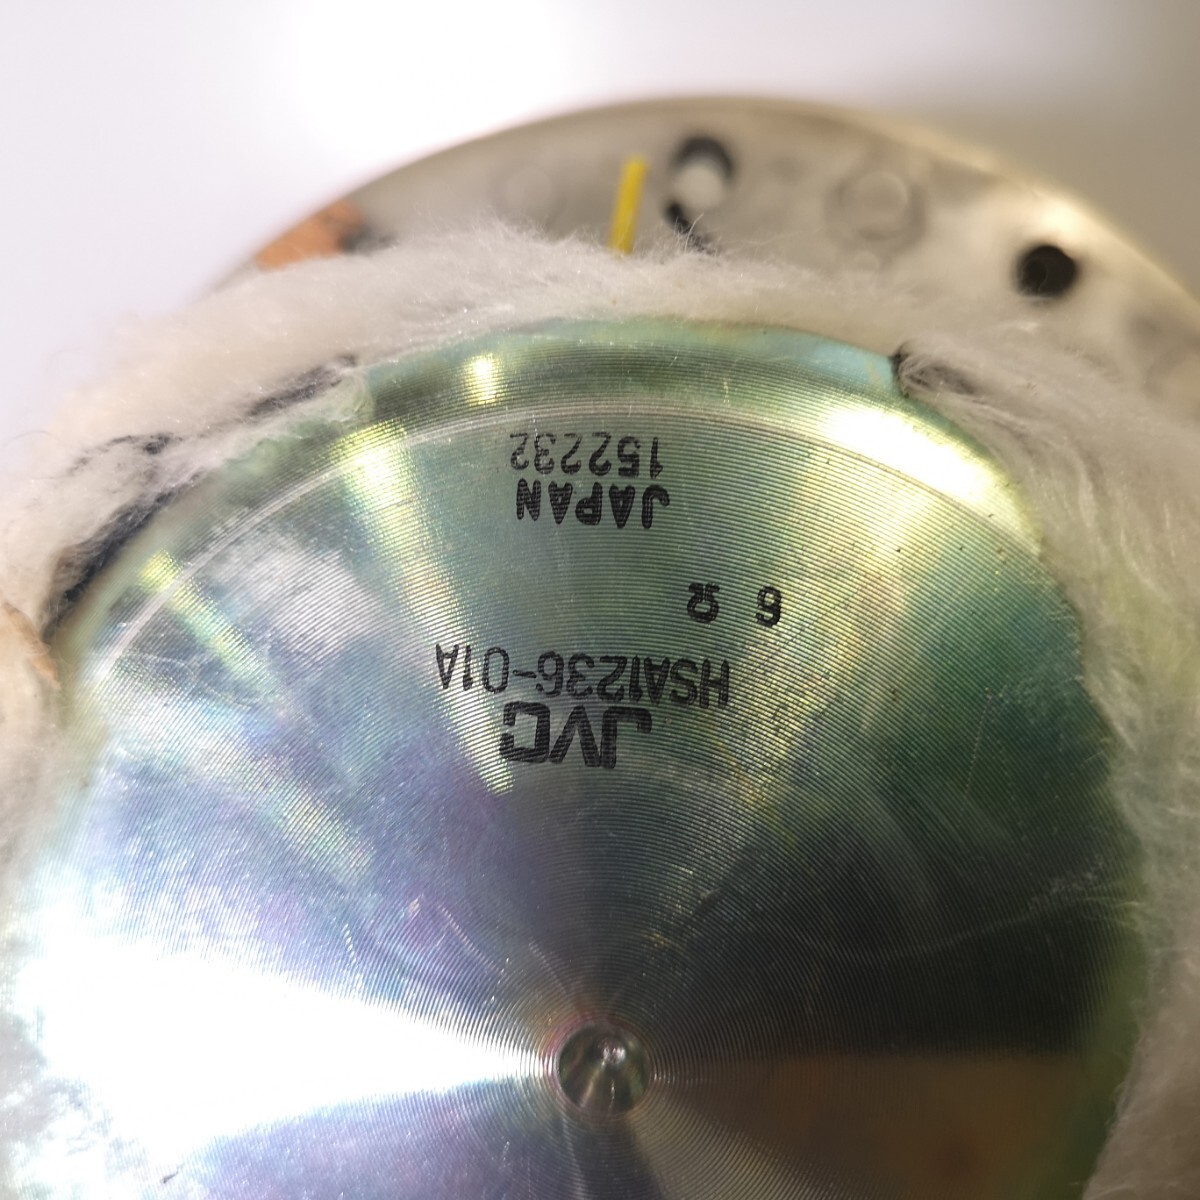 JVC
HSA1236-01A
6 Ω
JAPAN
152232